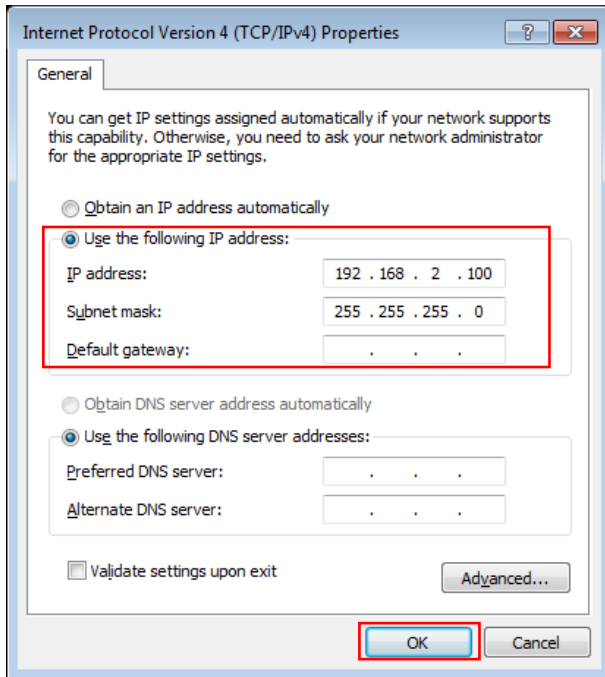 Internet Protocol Version 4 (TCP/IPv4) Properties
General
You can get IP settings assigned automatically if your network supports
this capability. Otherwise, you need to ask your network administrator
for the appropriate IP settings.
Obtain an IP address automatically
Use the following IP address:
IP address: 192 . 168 . 2 . 100
Subnet mask: 255 . 255 . 255 . 0
Default gateway: . . .
Obtain DNS server address automatically
Use the following DNS server addresses:
Preferred DNS server: . . .
Alternate DNS server: . . .
Validate settings upon exit
Advanced...
OK Cancel